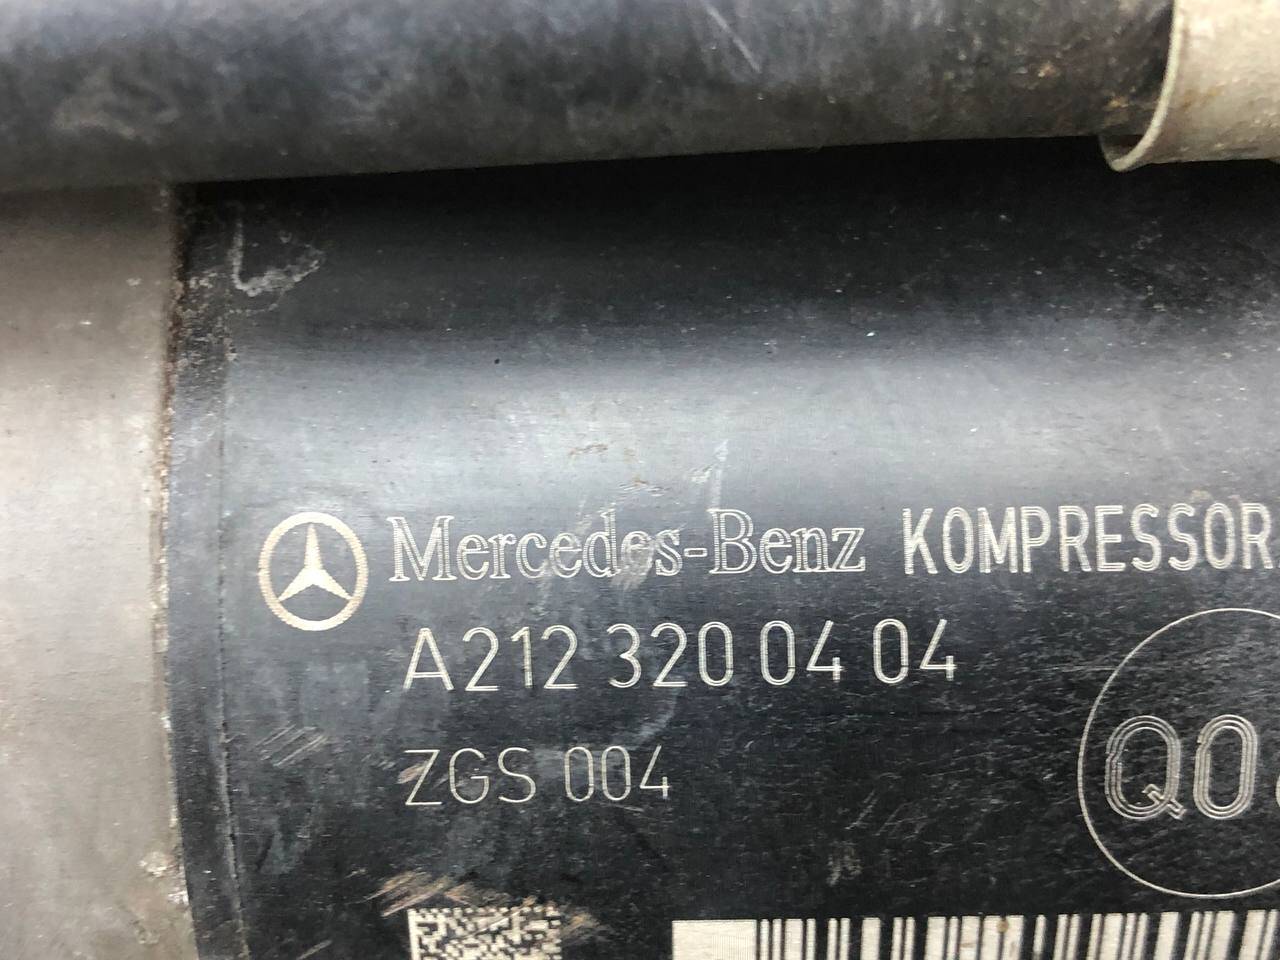 Mercedes-Benz KOMPRESSOR
A212 320 04 04
ZGS 004